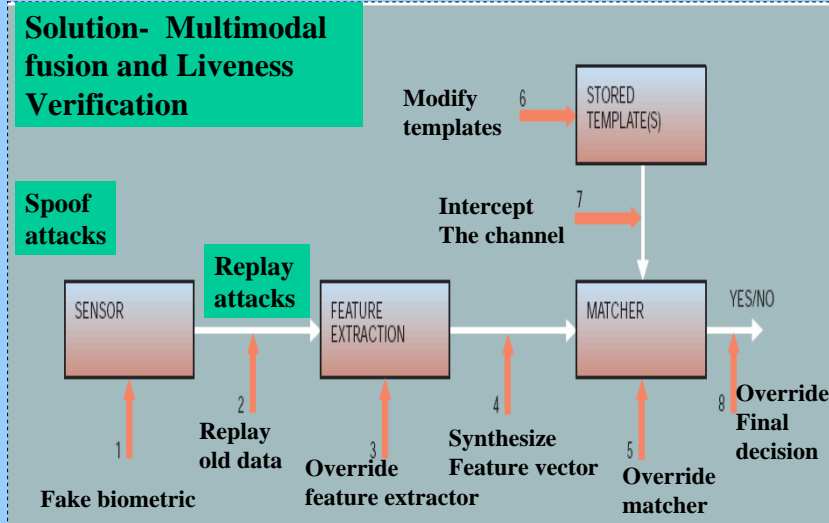 Solution- Multimodal
fusion and Liveness
Verification
Modify
templates
6
STORED
TEMPLATE(S)
Spoof
attacks
Intercept
The channel
7
Replay
attacks
SENSOR
FEATURE
EXTRACTION
MATCHER
YES/NO
1
Fake biometric
2
Replay
old data
3
Override
feature extractor
4
Synthesize
Feature vector
5
Override
matcher
8
Override
Final
decision